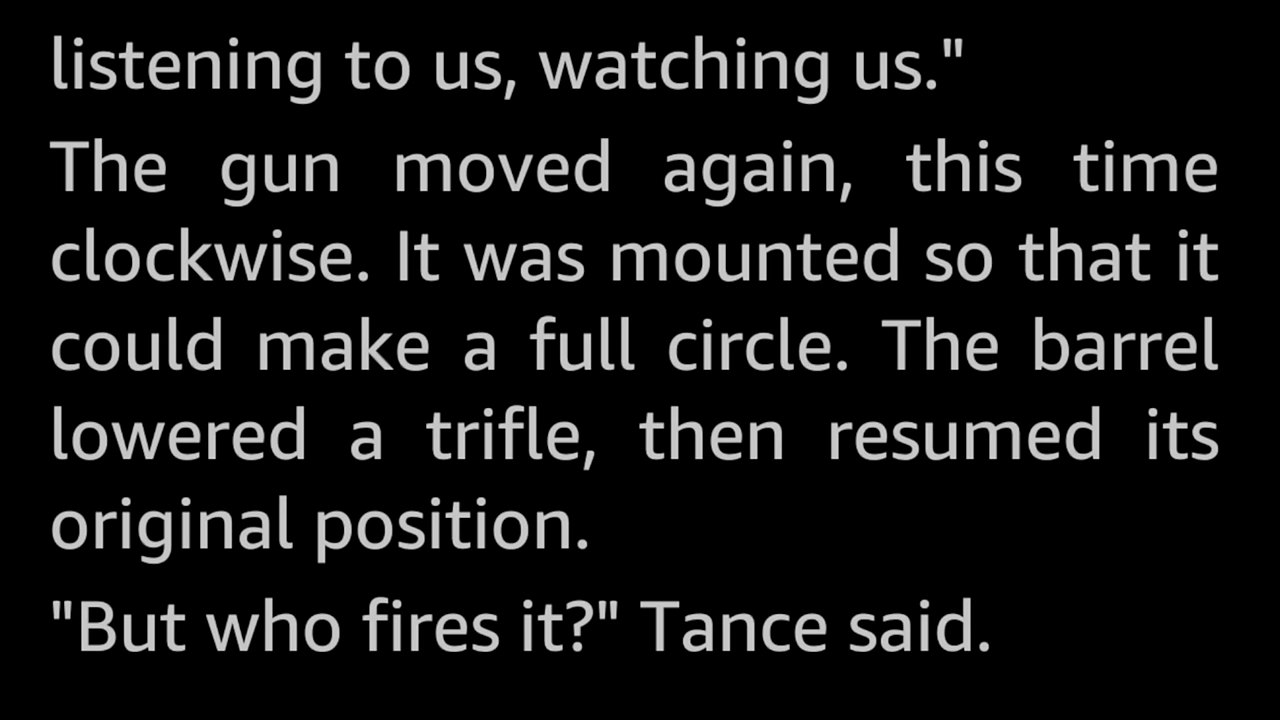 listening to us, watching us."
The gun moved again, this time
clockwise. It was mounted so that it
could make a full circle. The barrel
lowered a trifle, then resumed its
original position.
"But who fires it?" Tance said.